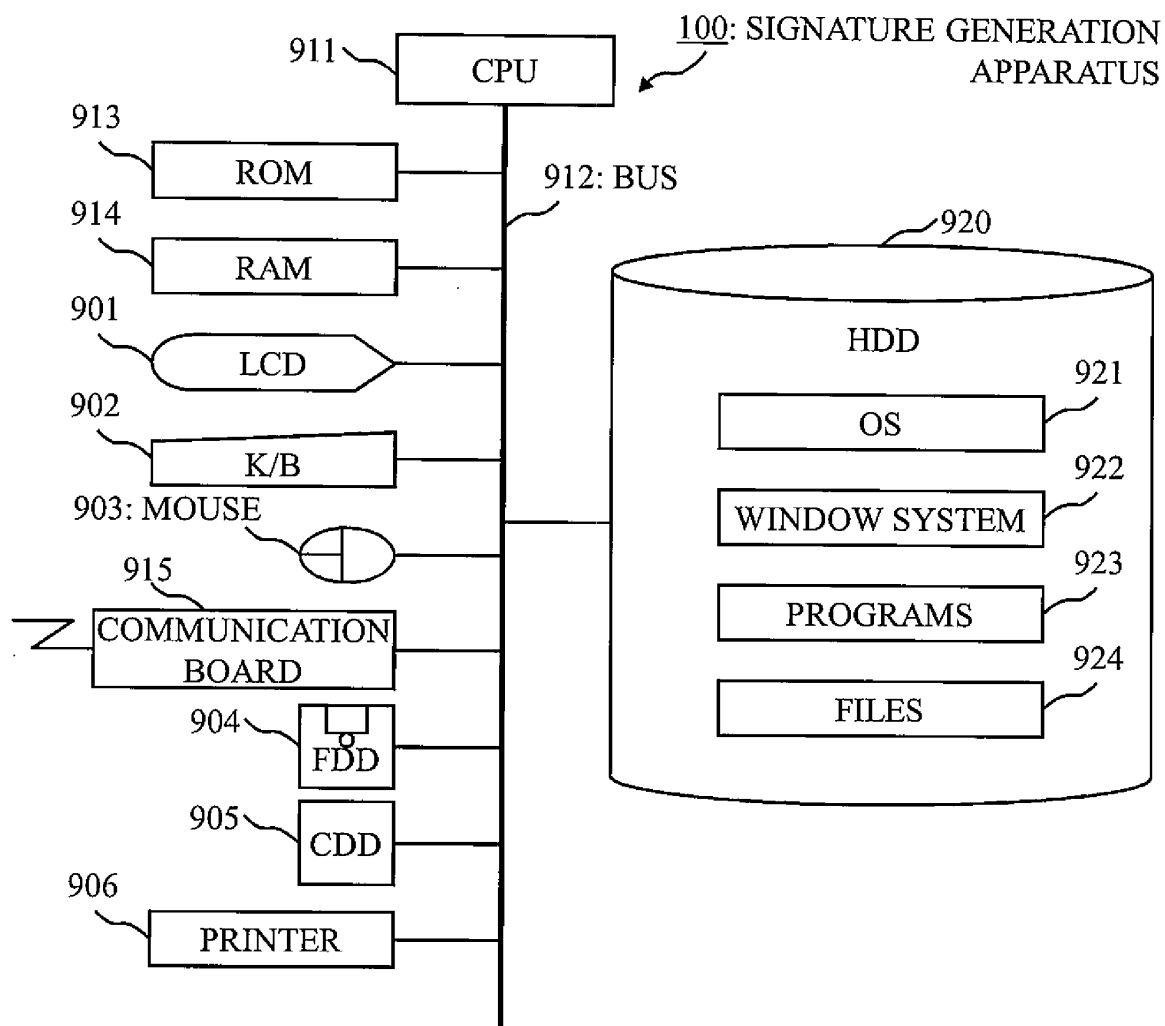 911
CPU
100: SIGNATURE GENERATION
APPARATUS
913
ROM
912: BUS
914
RAM
920
HDD
901
LCD
921
OS
902
K/B
922
WINDOW SYSTEM
903: MOUSE
923
PROGRAMS
915
COMMUNICATION
BOARD
924
FILES
904
FDD
905
CDD
906
PRINTER